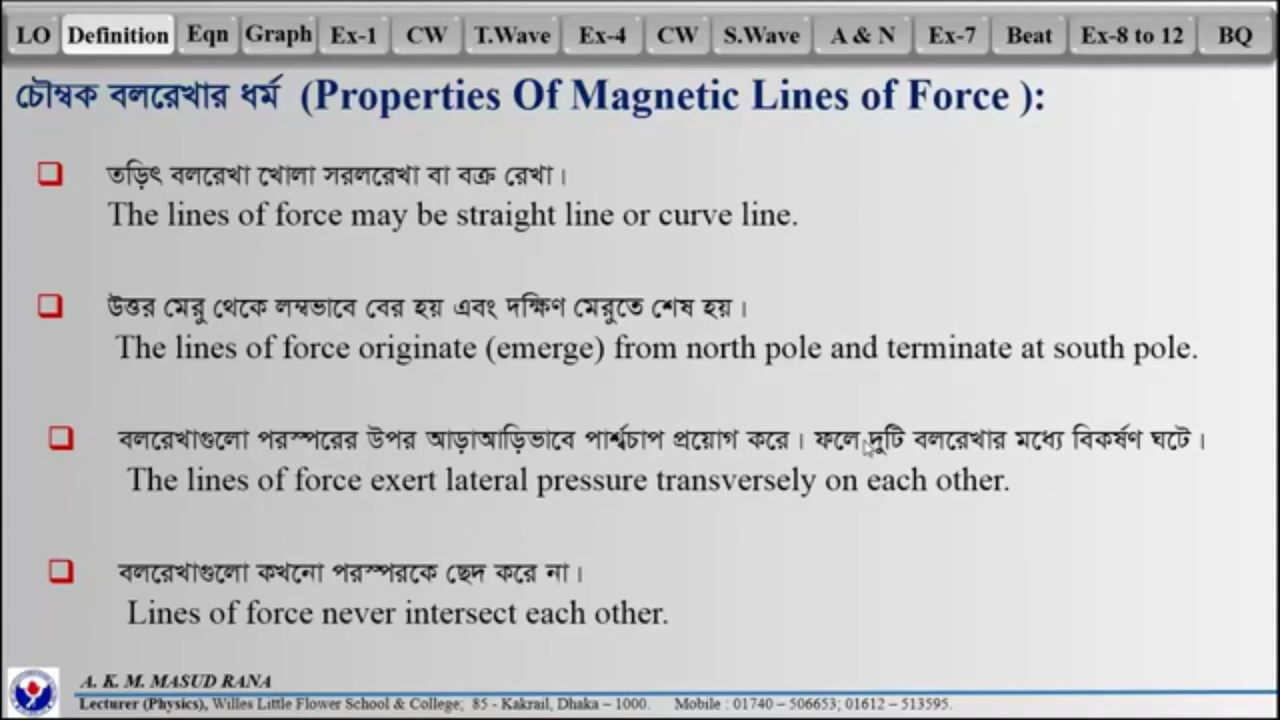 LO Definition Eqn Graph Ex-1 CW T.Wave Ex-4 CW S.Wave A & N Ex-7 Beat Ex-8 to 12 BQ
চৌম্বক বলরেখার ধর্ম (Properties Of Magnetic Lines of Force ):
তড়িৎ বলরেখা খোলা সরলরেখা বা বক্র রেখা।
The lines of force may be straight line or curve line.
উত্তর মেরু থেকে লম্বভাবে বের হয় এবং দক্ষিণ মেরুতে শেষ হয়।
The lines of force originate (emerge) from north pole and terminate at south pole.
বলরেখাগুলো পরস্পরের উপর আড়াআড়িভাবে পার্শ্বচাপ প্রয়োগ করে। ফলে দুটি বলরেখার মধ্যে বিকর্ষণ ঘটে।
The lines of force exert lateral pressure transversely on each other.
বলরেখাগুলো কখনো পরস্পরকে ছেদ করে না।
Lines of force never intersect each other.
A. K. M. MASUD RANA
Lecturer (Physics), Willes Little Flower School & College; 85 - Kakrail, Dhaka – 1000. Mobile : 01740 – 506653; 01612 – 513595.